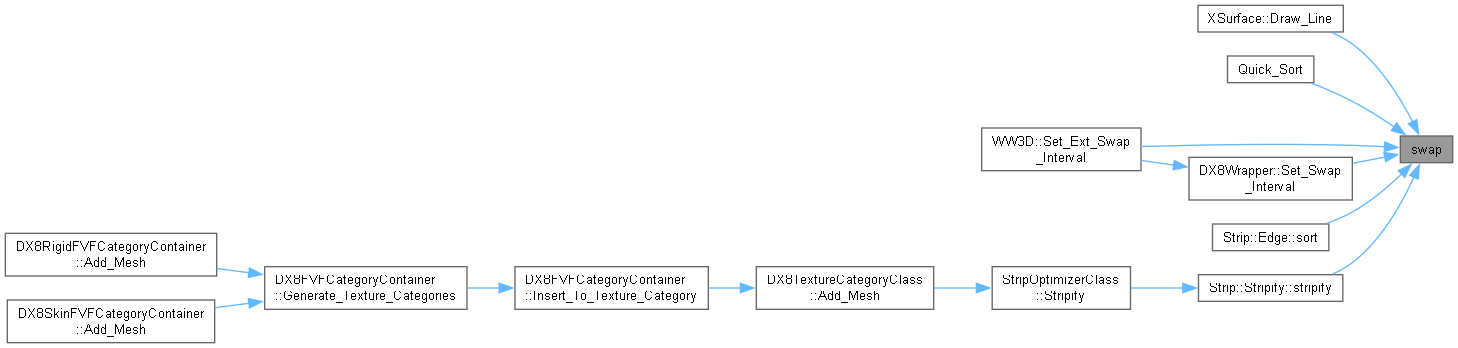 XSurface::Draw_Line
Quick_Sort
WW3D::Set_Ext_Swap
_Interval
swap
DX8Wrapper::Set_Swap
_Interval
Strip::Edge::sort
DX8RigidFVFCategoryContainer
::Add_Mesh
DX8FVFCategoryContainer
::Generate_Texture_Categories
DX8FVFCategoryContainer
::Insert_To_Texture_Category
DX8TextureCategoryClass
::Add_Mesh
StripOptimizerClass
::Stripify
Strip::Stripify::stripify
DX8SkinFVFCategoryContainer
::Add_Mesh